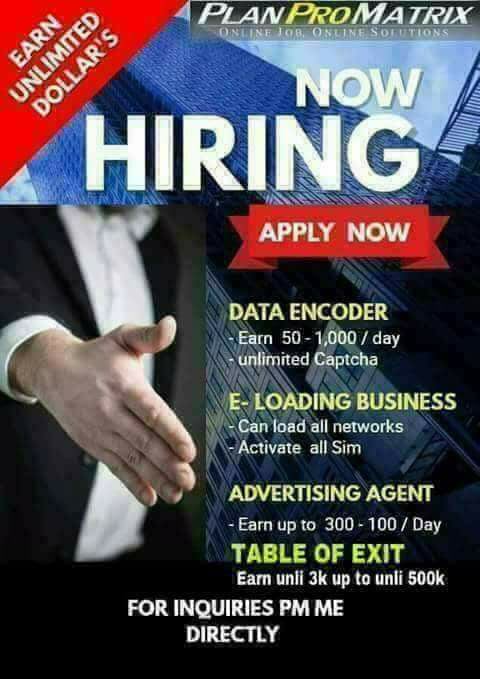 EARN
UNLIMITED
DOLLAR'S
PLANPROMATRIX
ONLINE JOB, ONLINE SOLUTIONS
NOW
HIRING
APPLY NOW
DATA ENCODER
- Earn 50 - 1,000 / day
- unlimited Captcha
E- LOADING BUSINESS
- Can load all networks
- Activate all Sim
ADVERTISING AGENT
- Earn up to 300 - 100 / Day
TABLE OF EXIT
Earn unli 3k up to unli 500k
FOR INQUIRIES PM ME
DIRECTLY